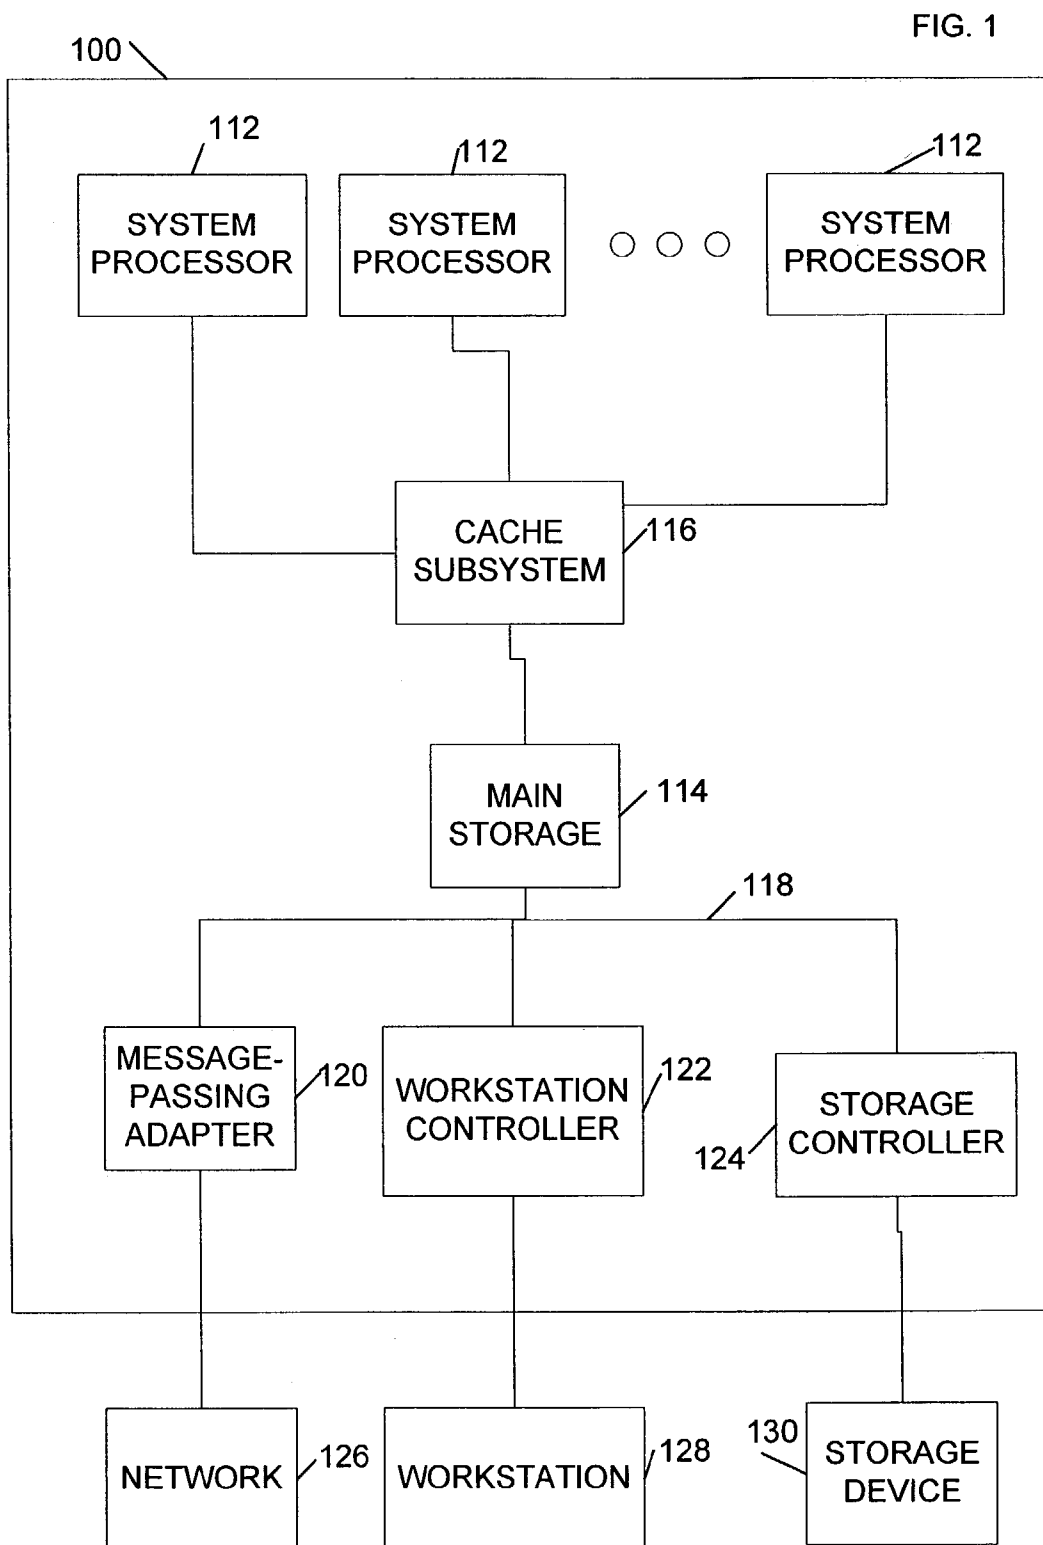 FIG. 1
100
112
112
112
SYSTEM
PROCESSOR
SYSTEM
PROCESSOR
SYSTEM
PROCESSOR
CACHE
SUBSYSTEM
116
MAIN
STORAGE
114
118
MESSAGE-
PASSING
ADAPTER
120
WORKSTATION
CONTROLLER
122
STORAGE
CONTROLLER
124
NETWORK
126
WORKSTATION
128
130
STORAGE
DEVICE